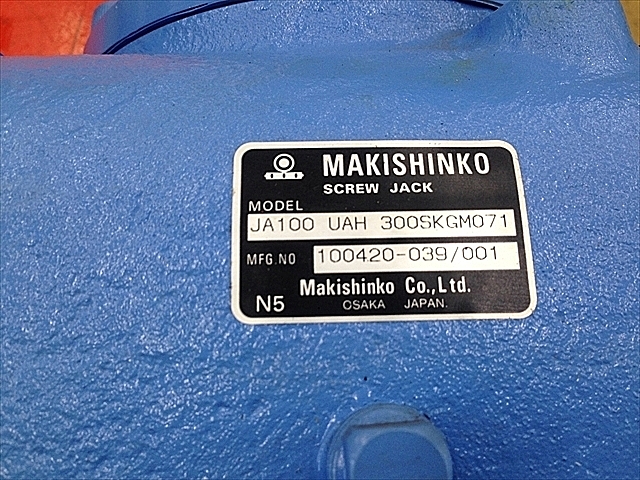 MAKISHINKO
SCREW JACK
MODEL
JA100 UAH 300SKGM071
MFG.NO 100420-039/001
Makishinko Co.,Ltd.
N5 OSAKA JAPAN.